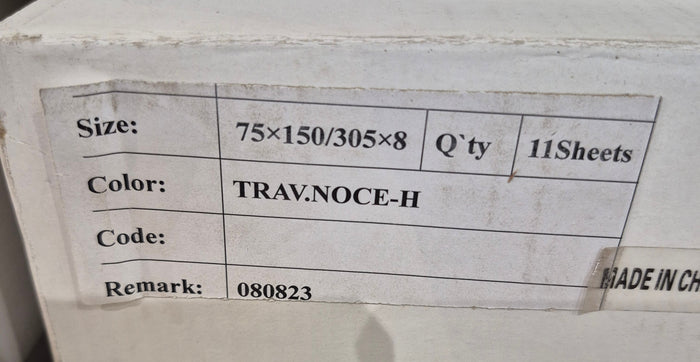 Size: 75×150/305×8 Q`ty 11Sheets
Color: TRAV.NOCE-H
Code:
Remark: 080823
MADE IN CH